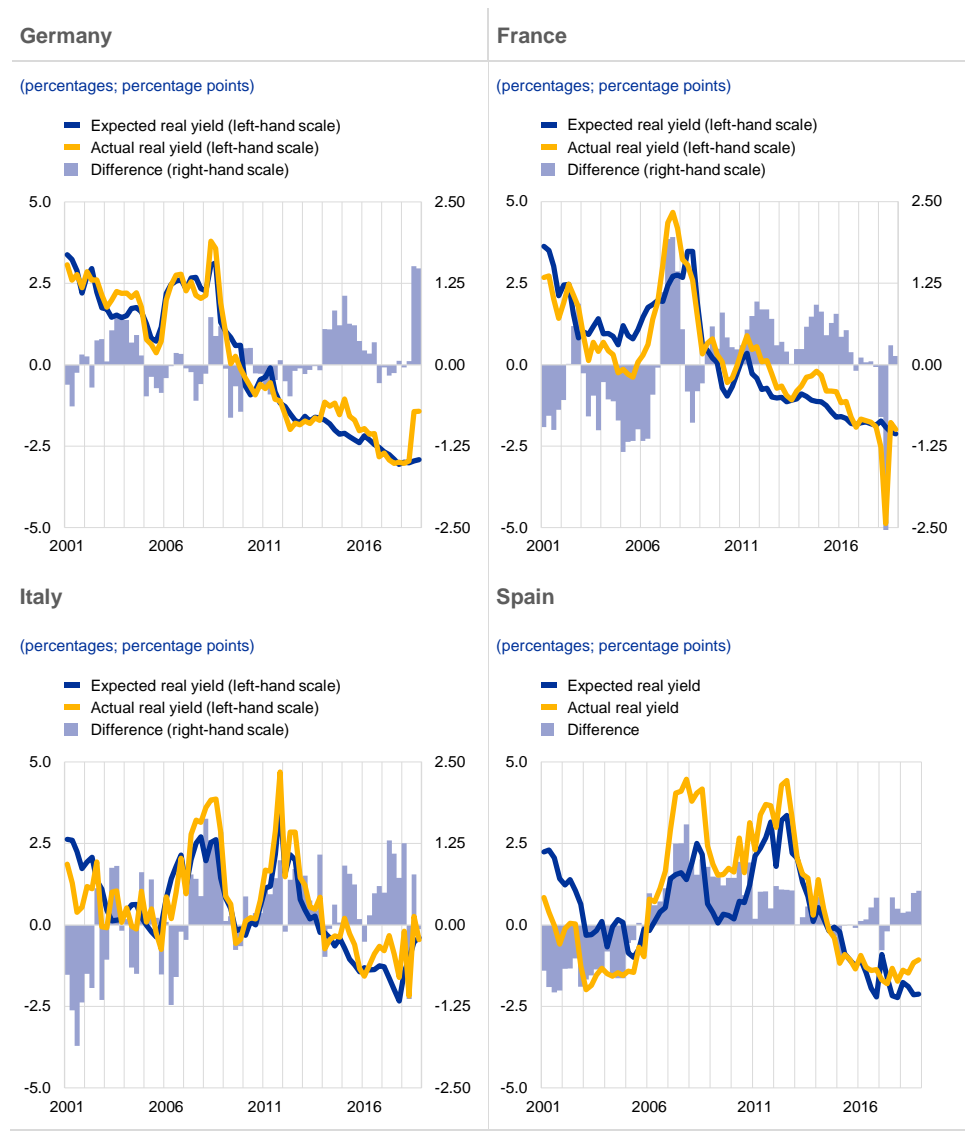 Germany
(percentages; percentage points)
Expected real yield (left-hand scale)
Actual real yield (left-hand scale)
Difference (right-hand scale)
5.0
2.5
0.0
-2.5
-5.0
2.50
1.25
0.00
-1.25
-2.50
2001 2006 2011 2016
France
(percentages; percentage points)
Expected real yield (left-hand scale)
Actual real yield (left-hand scale)
Difference (right-hand scale)
5.0
2.5
0.0
-2.5
-5.0
2.50
1.25
0.00
-1.25
-2.50
2001 2006 2011 2016
Italy
(percentages; percentage points)
Expected real yield (left-hand scale)
Actual real yield (left-hand scale)
Difference (right-hand scale)
5.0
2.5
0.0
-2.5
-5.0
2.50
1.25
0.00
-1.25
-2.50
2001 2006 2011 2016
Spain
(percentages; percentage points)
Expected real yield
Actual real yield
Difference
5.0
2.5
0.0
-2.5
-5.0
2001 2006 2011 2016